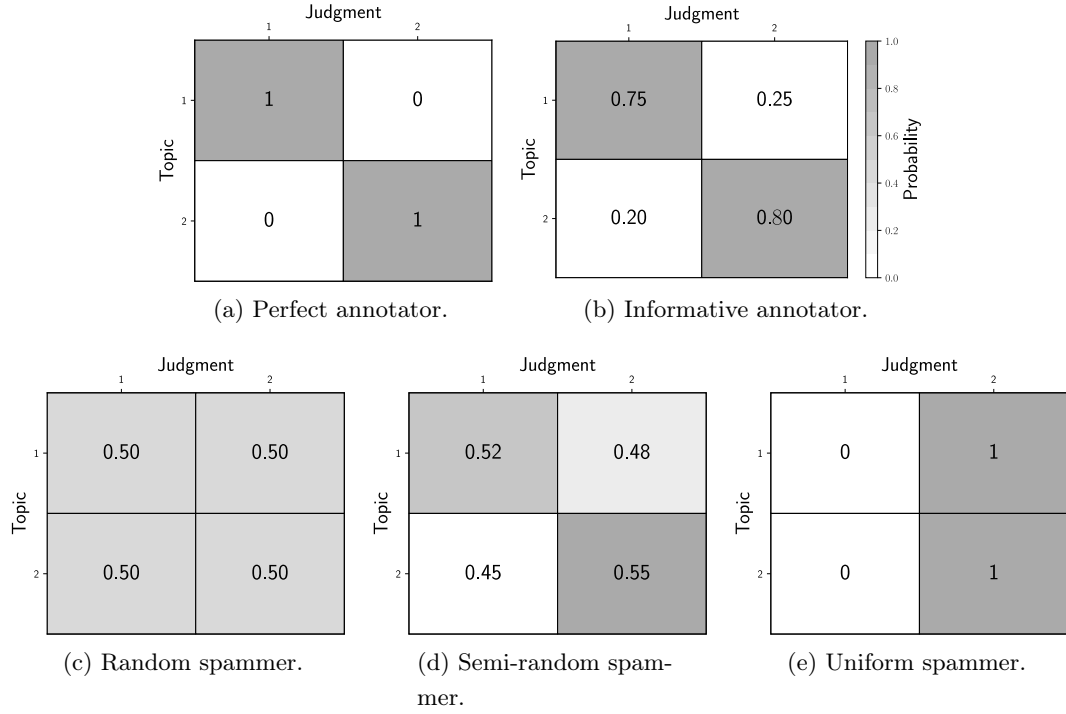 Judgment
1 2
Topic
1 1 0
2 0 1
(a) Perfect annotator.
Judgment
1 2
Topic
1 0.75 0.25
2 0.20 0.80
1.0
0.8
0.6
0.4
0.2
0.0
Probability
(b) Informative annotator.
Judgment
1 2
Topic
1 0.50 0.50
2 0.50 0.50
(c) Random spammer.
Judgment
1 2
Topic
1 0.52 0.48
2 0.45 0.55
(d) Semi-random spam-
mer.
Judgment
1 2
Topic
1 0 1
2 0 1
(e) Uniform spammer.